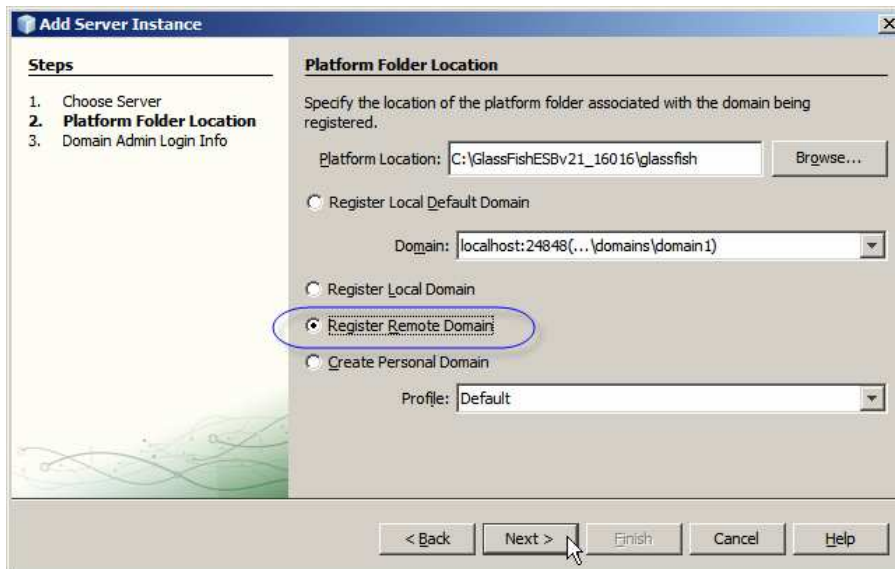 Add Server Instance
Steps
1. Choose Server
2. Platform Folder Location
3. Domain Admin Login Info
Platform Folder Location
Specify the location of the platform folder associated with the domain being
registered.
Platform Location: C:\GlassFishESBv21_16016\glassfish Browse...
Register Local Default Domain
Domain: localhost:24848(...\domains\domain1)
Register Local Domain
Register Remote Domain
Create Personal Domain
Profile: Default
< Back Next > Finish Cancel Help